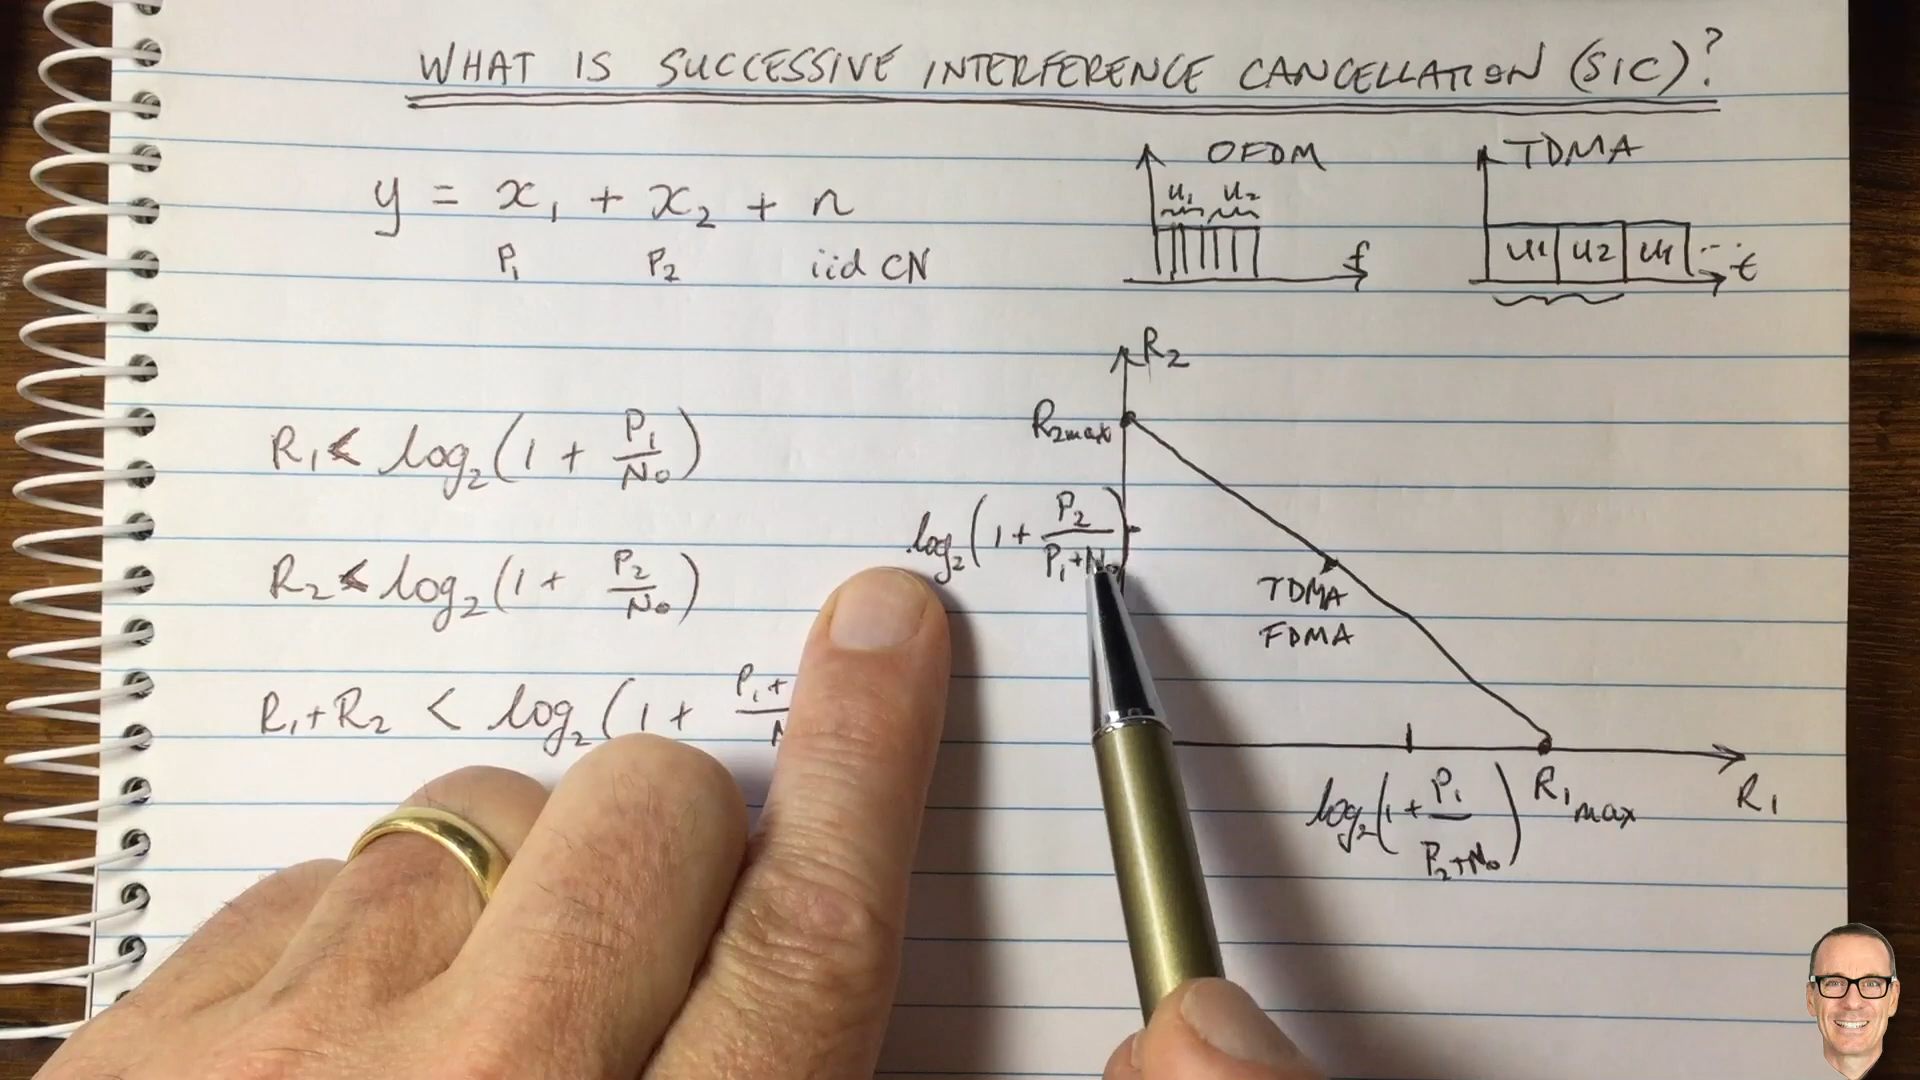 WHAT IS SUCCESSIVE INTERFERENCE CANCELLATION (SIC)?
OFDM
u1 u2
f
TDMA
u1 u2 u1 ... t
y = x1 + x2 + n
P1 P2 iid CN
R1 < log2(1 + P1/N0)
R2 < log2(1 + P2/N0)
R1+R2 < log2(1 + P1+
R2
R2max
log2(1 + P2/P1+N0)
TDMA
FDMA
log2(1+ P1/P2+N0)
R1max
R1